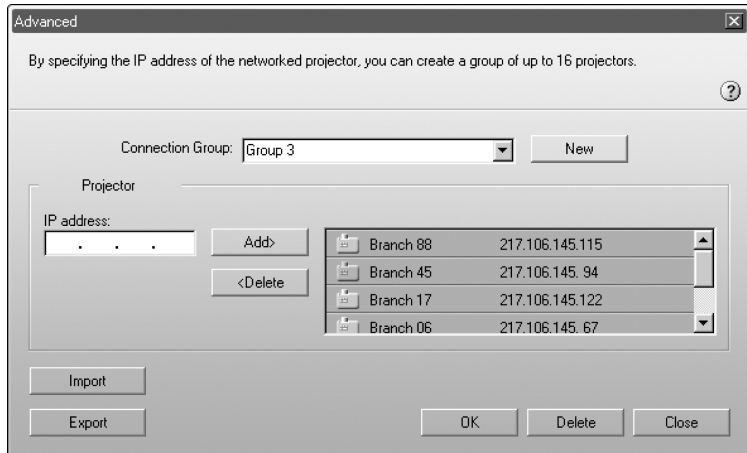 Advanced
By specifying the IP address of the networked projector, you can create a group of up to 16 projectors.
?
Connection Group: Group 3 New
Projector
IP address:
. . .
Add>
<Delete
Branch 88 217.106.145.115
Branch 45 217.106.145. 94
Branch 17 217.106.145.122
Branch 06 217.106.145. 67
Import
Export
OK Delete Close